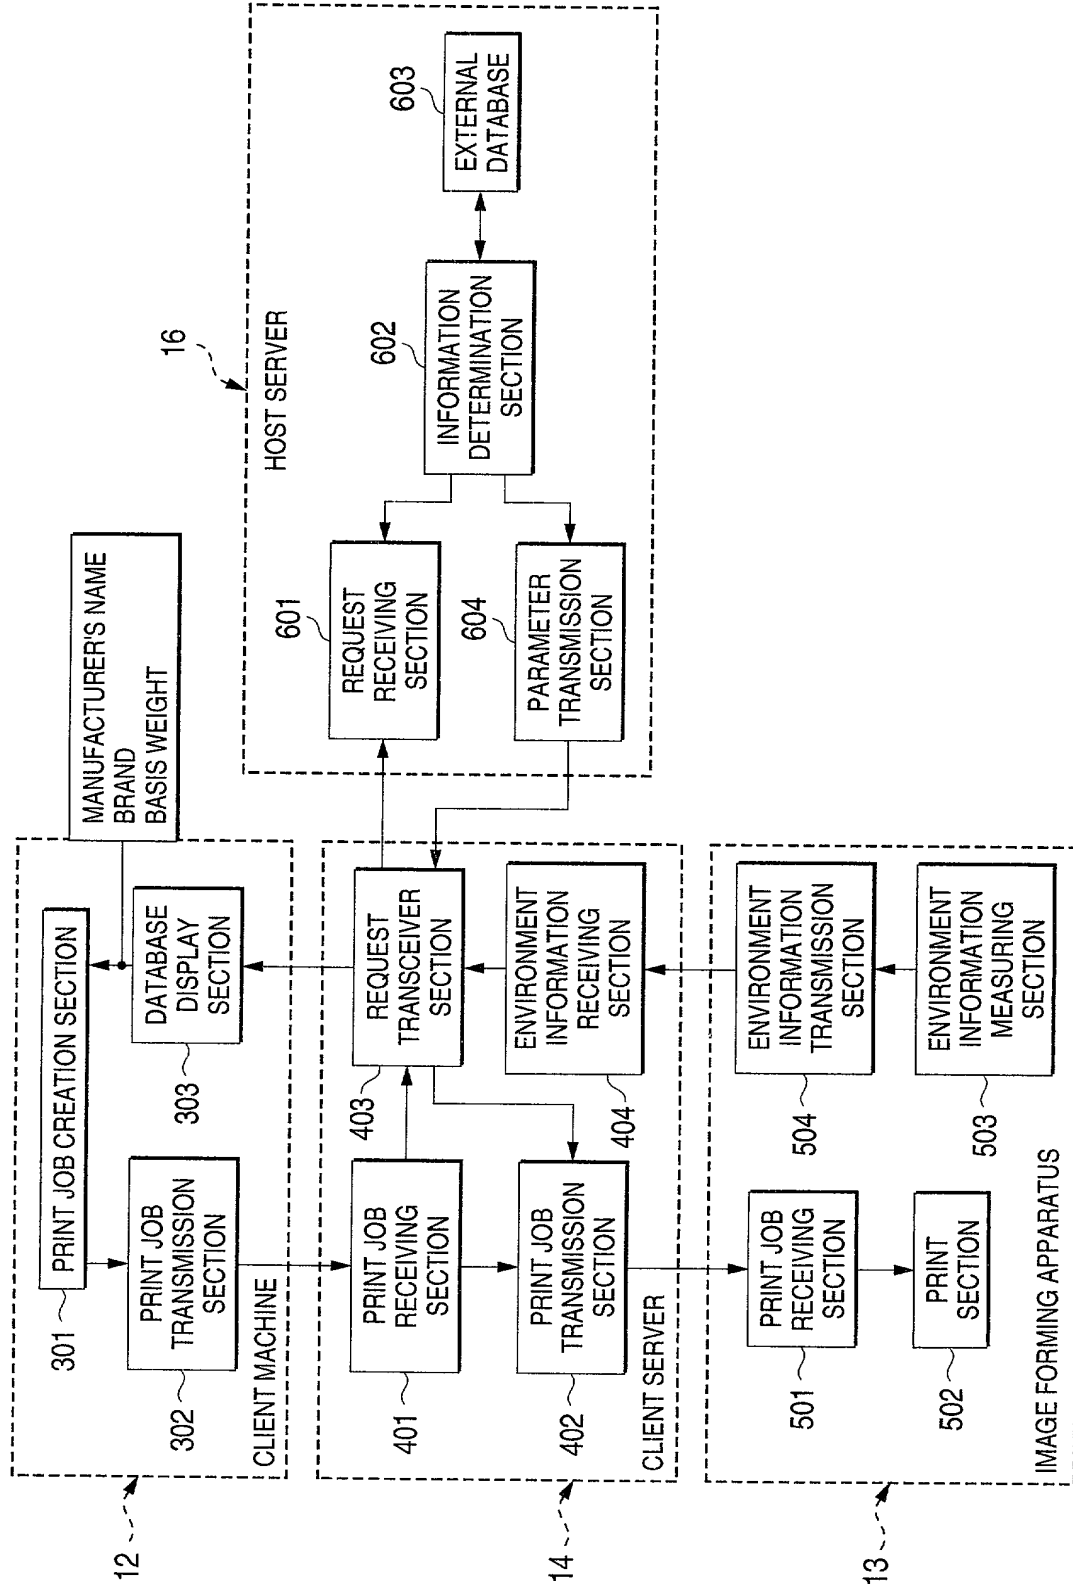 12
CLIENT MACHINE
301
PRINT JOB CREATION SECTION
302
PRINT JOB
TRANSMISSION
SECTION
303
DATABASE
DISPLAY
SECTION
MANUFACTURER'S NAME
BRAND
BASIS WEIGHT
14
CLIENT SERVER
401
PRINT JOB
RECEIVING
SECTION
402
PRINT JOB
TRANSMISSION
SECTION
403
REQUEST
TRANSCEIVER
SECTION
404
ENVIRONMENT
INFORMATION
RECEIVING
SECTION
16
HOST SERVER
601
REQUEST
RECEIVING
SECTION
604
PARAMETER
TRANSMISSION
SECTION
602
INFORMATION
DETERMINATION
SECTION
603
EXTERNAL
DATABASE
13
IMAGE FORMING APPARATUS
501
PRINT JOB
RECEIVING
SECTION
502
PRINT
SECTION
504
ENVIRONMENT
INFORMATION
TRANSMISSION
SECTION
503
ENVIRONMENT
INFORMATION
MEASURING
SECTION